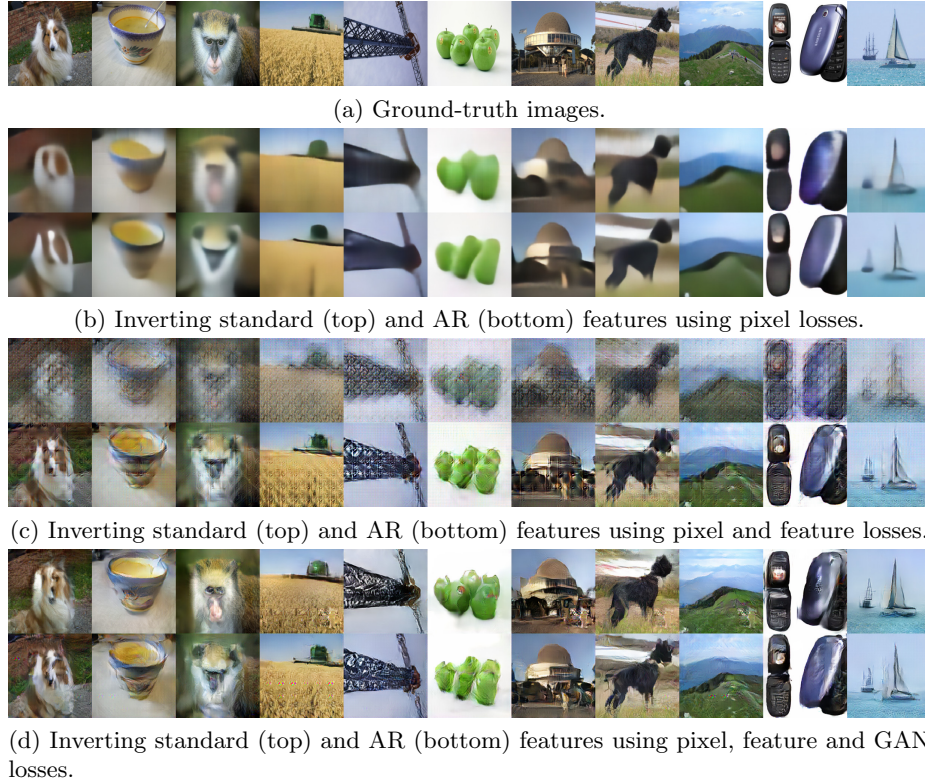 (a) Ground-truth images.
(b) Inverting standard (top) and AR (bottom) features using pixel losses.
(c) Inverting standard (top) and AR (bottom) features using pixel and feature losses.
(d) Inverting standard (top) and AR (bottom) features using pixel, feature and GAN
losses.